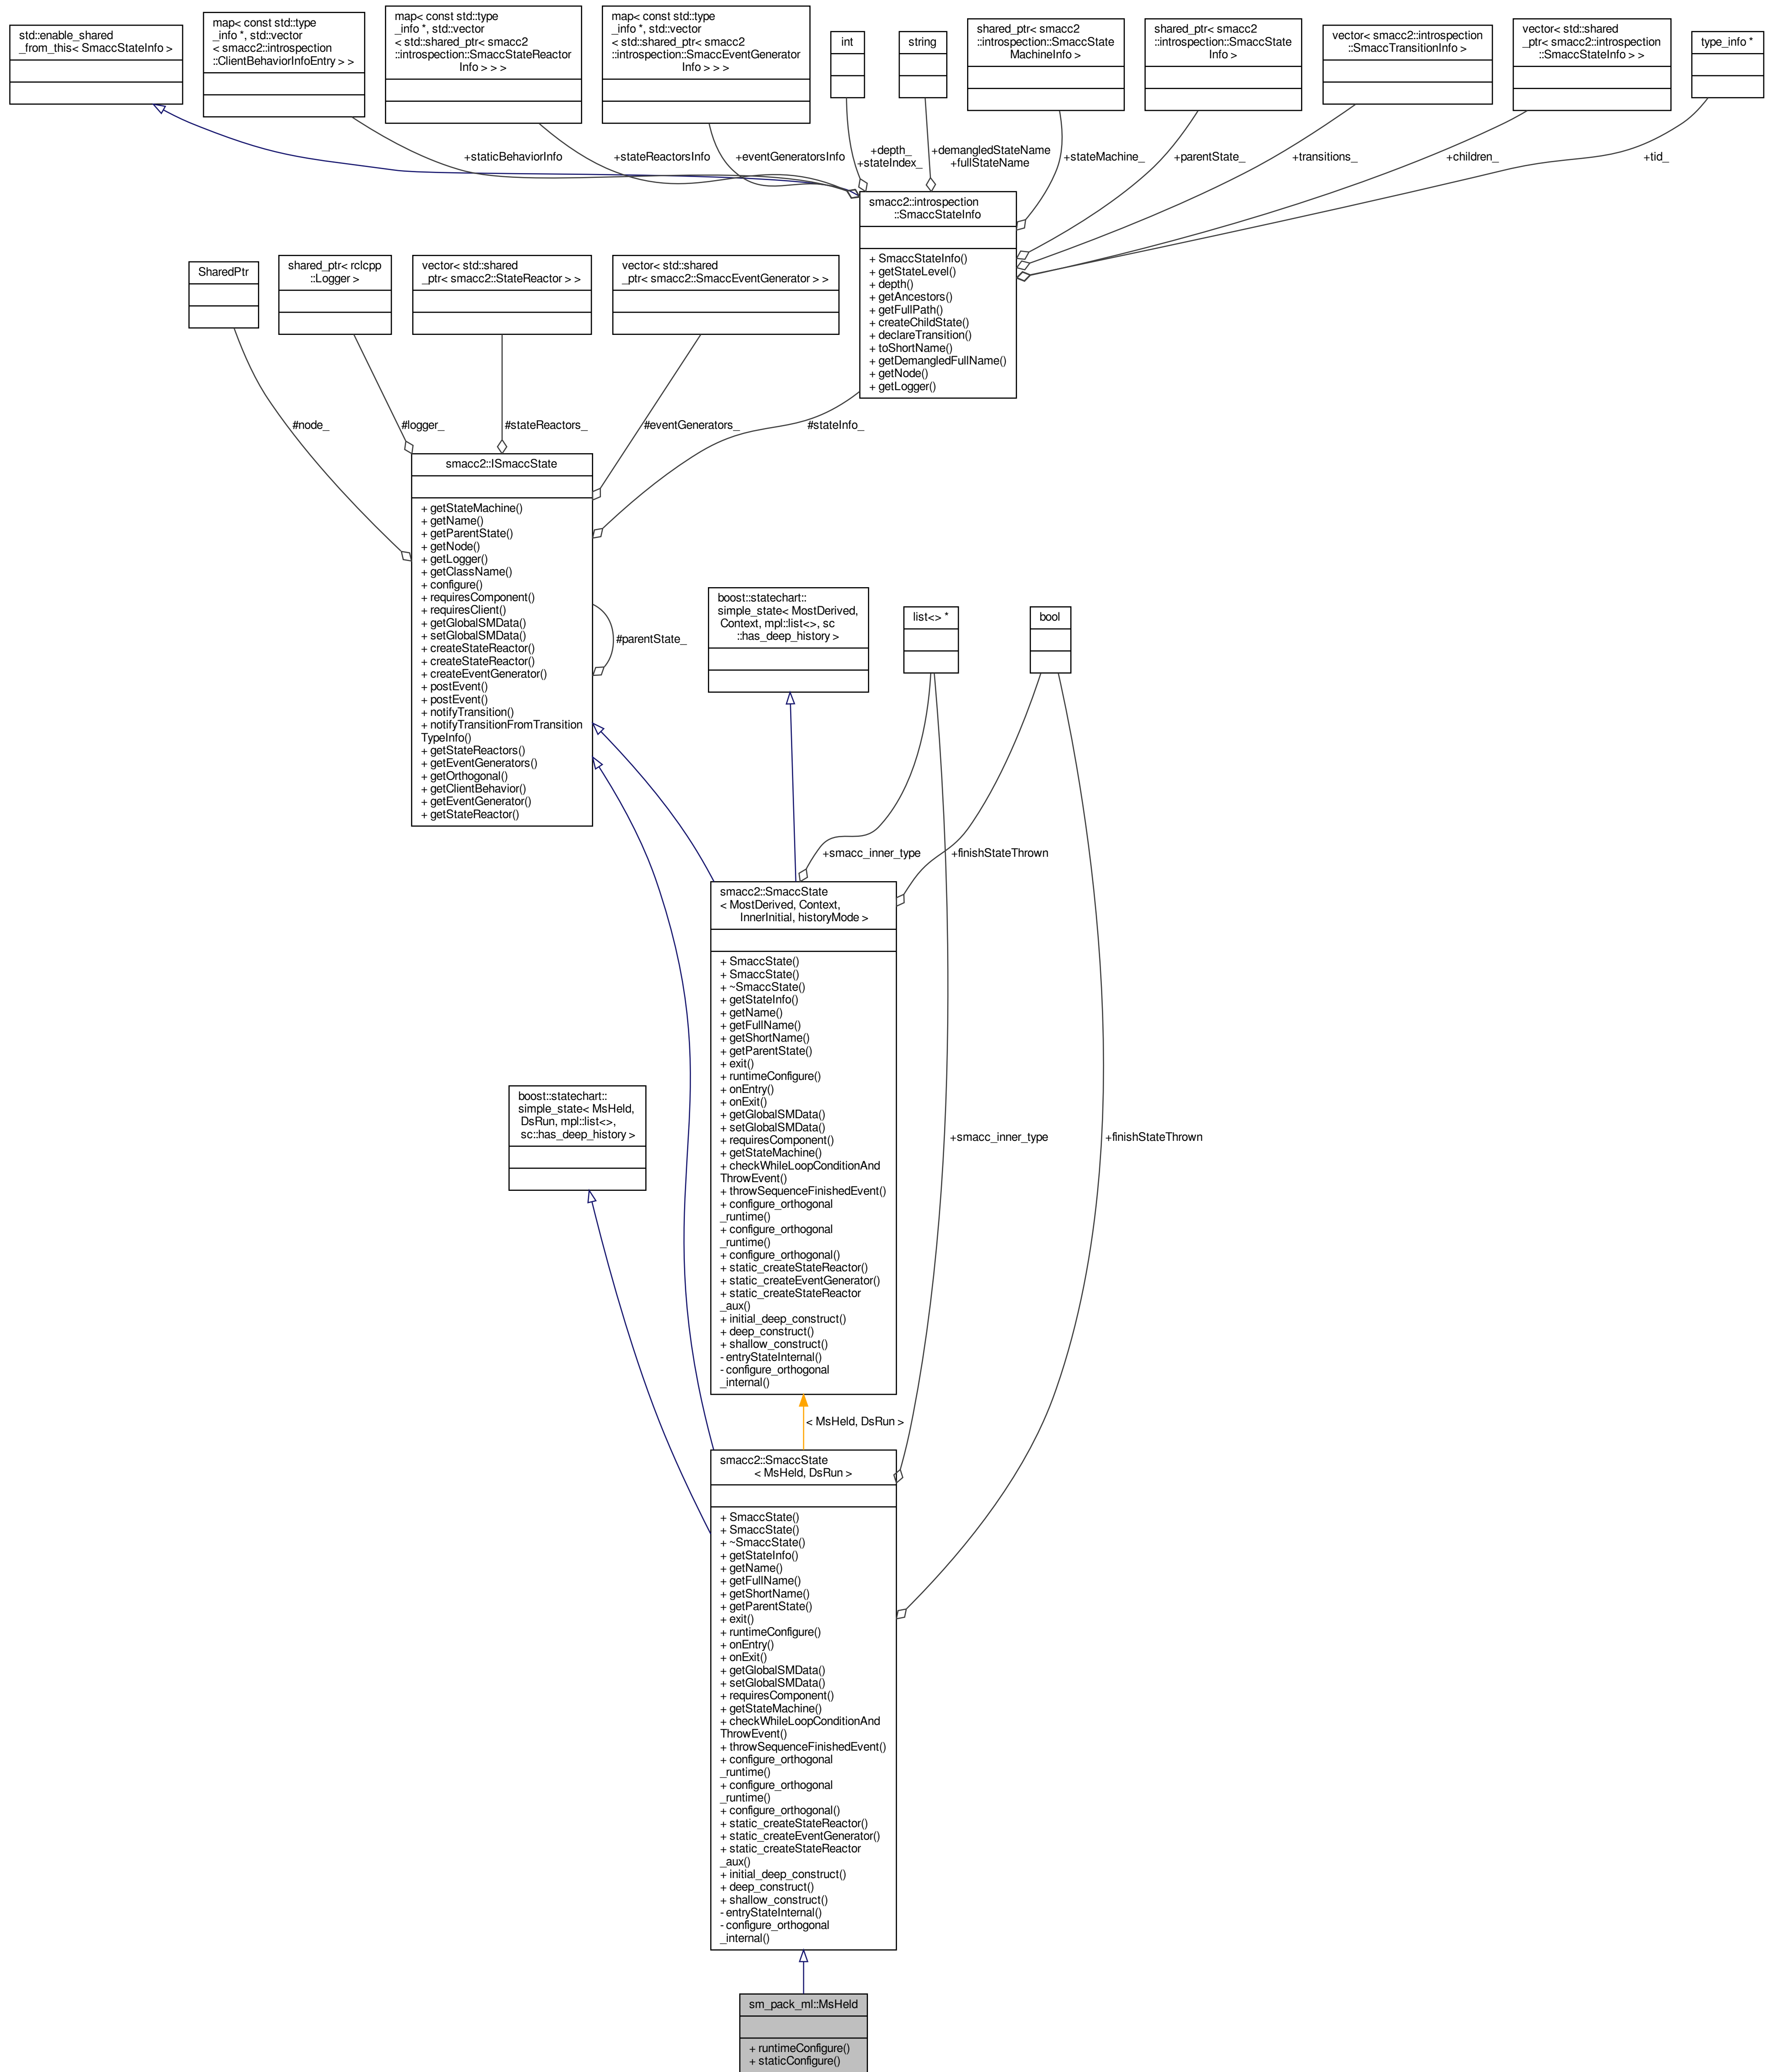 std::enable_shared
_from_this< SmaccStateInfo >
map< const std::type
_info *, std::vector
< smacc2::introspection
::ClientBehaviorInfoEntry > >
map< const std::type
_info *, std::vector
< std::shared_ptr< smacc2
::introspection::SmaccStateReactor
Info > > >
map< const std::type
_info *, std::vector
< std::shared_ptr< smacc2
::introspection::SmaccEventGenerator
Info > > >
int
string
shared_ptr< smacc2
::introspection::SmaccState
MachineInfo >
shared_ptr< smacc2
::introspection::SmaccState
Info >
vector< smacc2::introspection
::SmaccTransitionInfo >
vector< std::shared
_ptr< smacc2::introspection
::SmaccStateInfo > >
type_info *
+staticBehaviorInfo
+stateReactorsInfo
+eventGeneratorsInfo
+depth_
+stateIndex_
+demangledStateName
+fullStateName
+stateMachine_
+parentState_
+transitions_
+children_
+tid_
smacc2::introspection
::SmaccStateInfo
+ SmaccStateInfo()
+ getStateLevel()
+ depth()
+ getAncestors()
+ getFullPath()
+ createChildState()
+ declareTransition()
+ toShortName()
+ getDemangledFullName()
+ getNode()
+ getLogger()
SharedPtr
shared_ptr< rclcpp
::Logger >
vector< std::shared
_ptr< smacc2::StateReactor > >
vector< std::shared
_ptr< smacc2::SmaccEventGenerator > >
#node_
#logger_
#stateReactors_
#eventGenerators_
#stateInfo_
smacc2::ISmaccState
+ getStateMachine()
+ getName()
+ getParentState()
+ getNode()
+ getLogger()
+ getClassName()
+ configure()
+ requiresComponent()
+ requiresClient()
+ getGlobalSMData()
+ setGlobalSMData()
+ createStateReactor()
+ createStateReactor()
+ createEventGenerator()
+ postEvent()
+ postEvent()
+ notifyTransition()
+ notifyTransitionFromTransition
TypeInfo()
+ getStateReactors()
+ getEventGenerators()
+ getOrthogonal()
+ getClientBehavior()
+ getEventGenerator()
+ getStateReactor()
#parentState_
boost::statechart::
simple_state< MostDerived,
Context, mpl::list<>, sc
::has_deep_history >
list<> *
bool
+smacc_inner_type
+finishStateThrown
smacc2::SmaccState
< MostDerived, Context,
InnerInitial, historyMode >
+ SmaccState()
+ SmaccState()
+ ~SmaccState()
+ getStateInfo()
+ getName()
+ getFullName()
+ getShortName()
+ getParentState()
+ exit()
+ runtimeConfigure()
+ onEntry()
+ onExit()
+ getGlobalSMData()
+ setGlobalSMData()
+ requiresComponent()
+ getStateMachine()
+ checkWhileLoopConditionAnd
ThrowEvent()
+ throwSequenceFinishedEvent()
+ configure_orthogonal
_runtime()
+ configure_orthogonal
_runtime()
+ configure_orthogonal()
+ static_createStateReactor()
+ static_createEventGenerator()
+ static_createStateReactor
_aux()
+ initial_deep_construct()
+ deep_construct()
+ shallow_construct()
- entryStateInternal()
- configure_orthogonal
_internal()
boost::statechart::
simple_state< MsHeld,
DsRun, mpl::list<>,
sc::has_deep_history >
+smacc_inner_type
+finishStateThrown
< MsHeld, DsRun >
smacc2::SmaccState
< MsHeld, DsRun >
+ SmaccState()
+ SmaccState()
+ ~SmaccState()
+ getStateInfo()
+ getName()
+ getFullName()
+ getShortName()
+ getParentState()
+ exit()
+ runtimeConfigure()
+ onEntry()
+ onExit()
+ getGlobalSMData()
+ setGlobalSMData()
+ requiresComponent()
+ getStateMachine()
+ checkWhileLoopConditionAnd
ThrowEvent()
+ throwSequenceFinishedEvent()
+ configure_orthogonal
_runtime()
+ configure_orthogonal
_runtime()
+ configure_orthogonal()
+ static_createStateReactor()
+ static_createEventGenerator()
+ static_createStateReactor
_aux()
+ initial_deep_construct()
+ deep_construct()
+ shallow_construct()
- entryStateInternal()
- configure_orthogonal
_internal()
sm_pack_ml::MsHeld
+ runtimeConfigure()
+ staticConfigure()